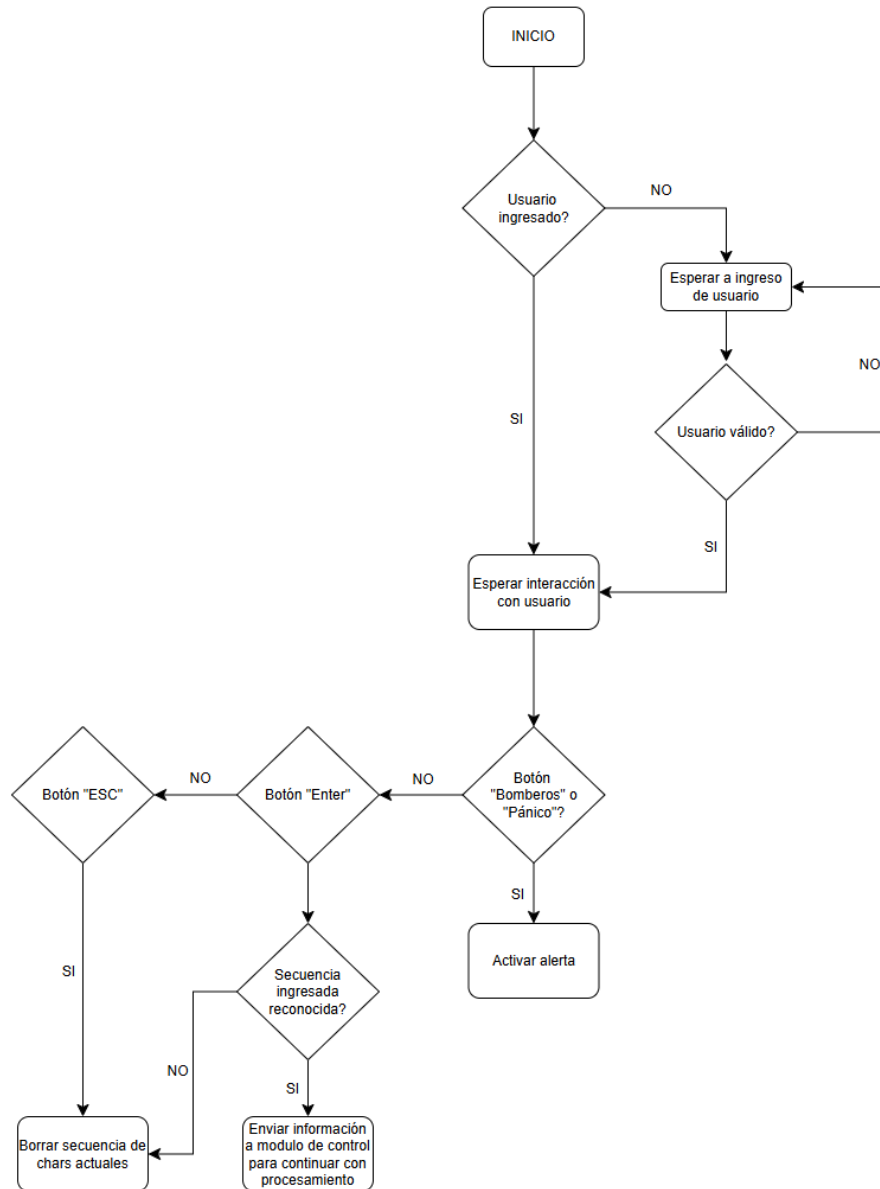 INICIO
Usuario
ingresado?
NO
Esperar a ingreso
de usuario
NO
SI
Usuario válido?
SI
Esperar interacción
con usuario
Botón "ESC"
NO
Botón "Enter"
NO
Botón
"Bomberos" o
"Pánico"?
SI
Activar alerta
SI
Secuencia
ingresada
reconocida?
NO
SI
Borrar secuencia de
chars actuales
Enviar información
a modulo de control
para continuar con
procesamiento